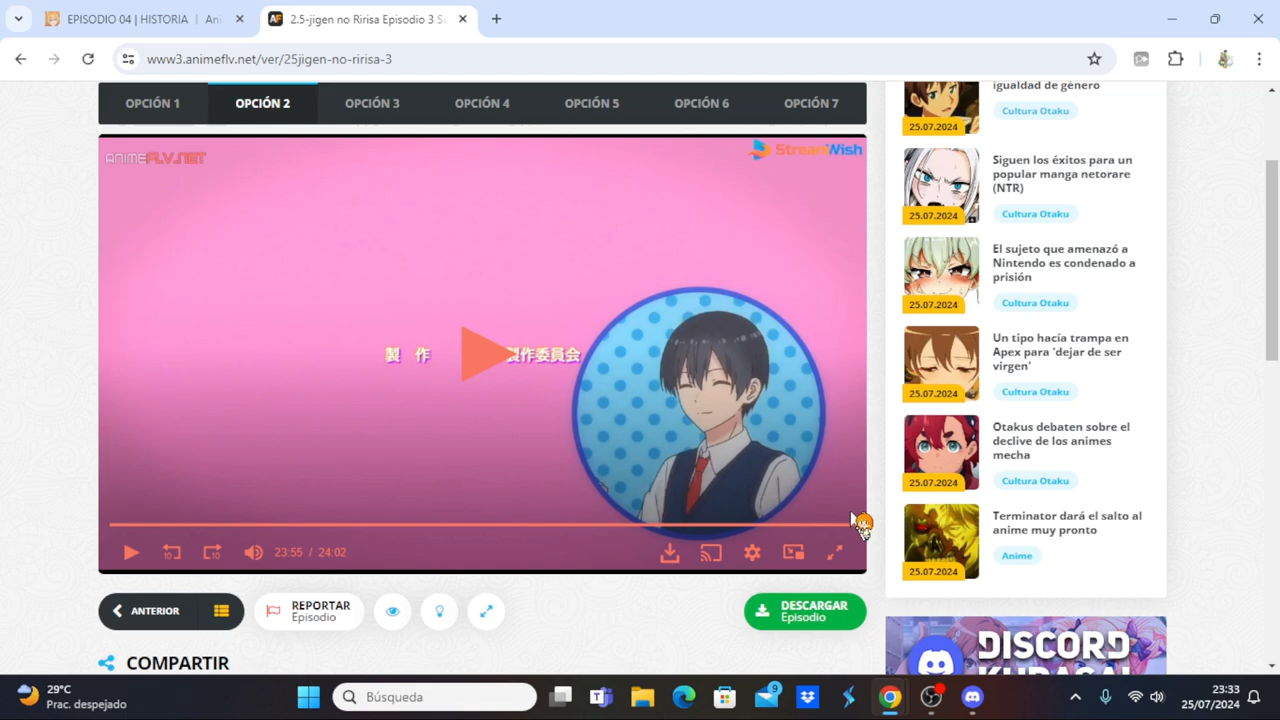 EPISODIO 04 | HISTORIA | Ani
2.5-jigen no Ririsa Episodio 3 Su
www3.animeflv.net/ver/25jigen-no-ririsa-3
OPCIÓN 1
OPCIÓN 2
OPCIÓN 3
OPCIÓN 4
OPCIÓN 5
OPCIÓN 6
OPCIÓN 7
ANIMEFLV.NET
StreamWish
製 作
製作委員会
10
10
23:55 / 24:02
ANTERIOR
REPORTAR
Episodio
DESCARGAR
Episodio
COMPARTIR
igualdad de género
Cultura Otaku
25.07.2024
Siguen los éxitos para un
popular manga netorare
(NTR)
Cultura Otaku
25.07.2024
El sujeto que amenazó a
Nintendo es condenado a
prisión
Cultura Otaku
25.07.2024
Un tipo hacía trampa en
Apex para 'dejar de ser
virgen'
Cultura Otaku
25.07.2024
Otakus debaten sobre el
declive de los animes
mecha
Cultura Otaku
25.07.2024
Terminator dará el salto al
anime muy pronto
Anime
25.07.2024
DISCORD
29°C
Prac. despejado
Búsqueda
9
23:33
25/07/2024